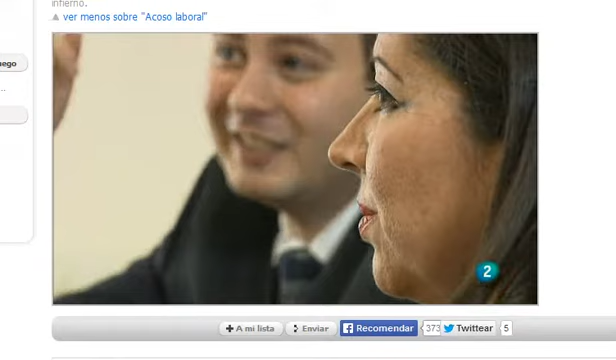 infierno.
ver menos sobre "Acoso laboral"
uego
...
2
A mi lista
Enviar
Recomendar
373
Twittear
5